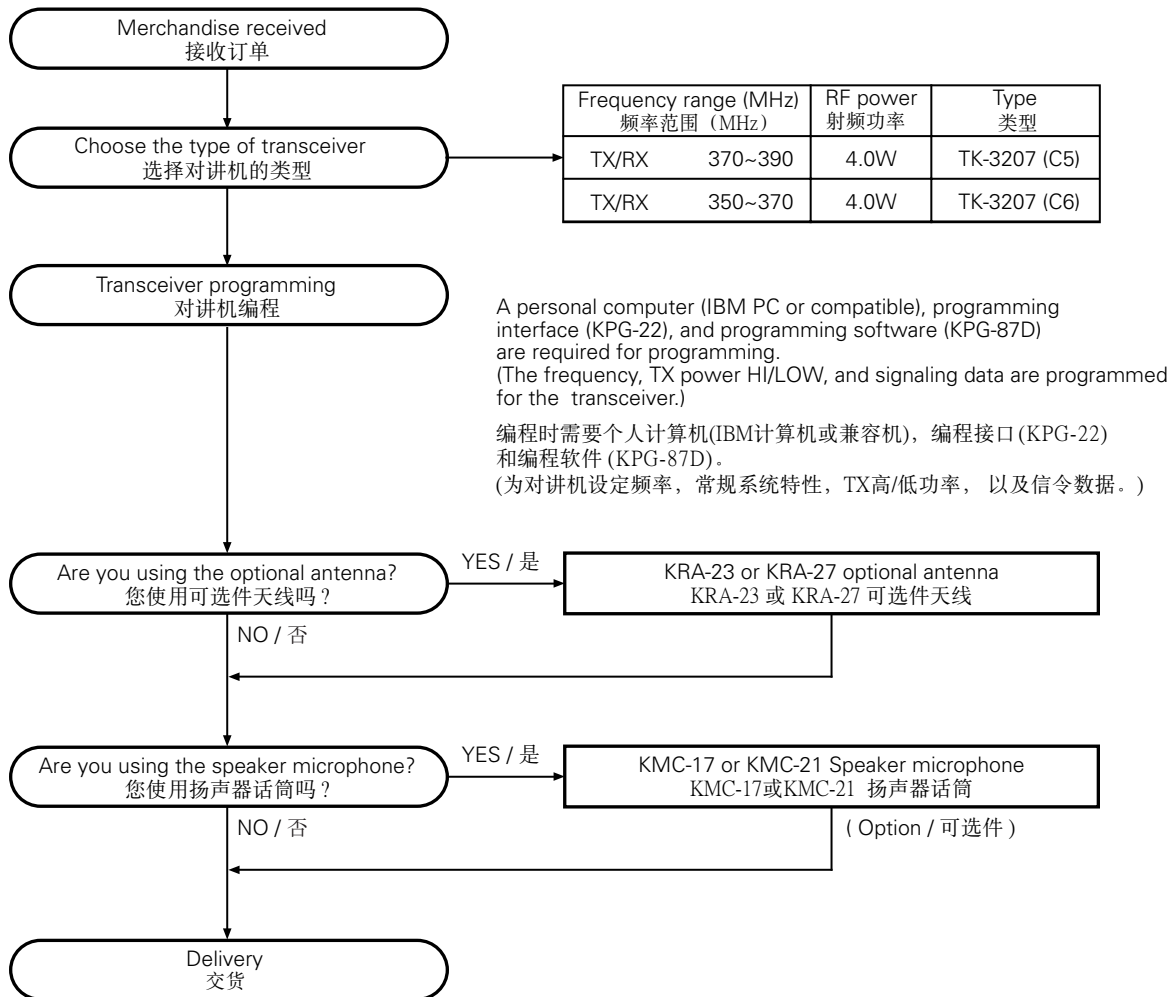 Merchandise received
接收订单
Choose the type of transceiver
选择对讲机的类型
Frequency range (MHz) RF power Type
频率范围（MHz） 射频功率 类型
TX/RX 370~390 4.0W TK-3207 (C5)
TX/RX 350~370 4.0W TK-3207 (C6)
Transceiver programming
对讲机编程
A personal computer (IBM PC or compatible), programming
interface (KPG-22), and programming software (KPG-87D)
are required for programming.
(The frequency, TX power HI/LOW, and signaling data are programmed
for the transceiver.)
编程时需要个人计算机(IBM计算机或兼容机)，编程接口(KPG-22)
和编程软件(KPG-87D)。
(为对讲机设定频率，常规系统特性，TX高/低功率， 以及信令数据。)
Are you using the optional antenna?
您使用可选件天线吗？
YES / 是
KRA-23 or KRA-27 optional antenna
KRA-23 或 KRA-27 可选件天线
NO / 否
Are you using the speaker microphone?
您使用扬声器话筒吗？
YES / 是
KMC-17 or KMC-21 Speaker microphone
KMC-17或KMC-21 扬声器话筒
NO / 否
( Option / 可选件 )
Delivery
交货